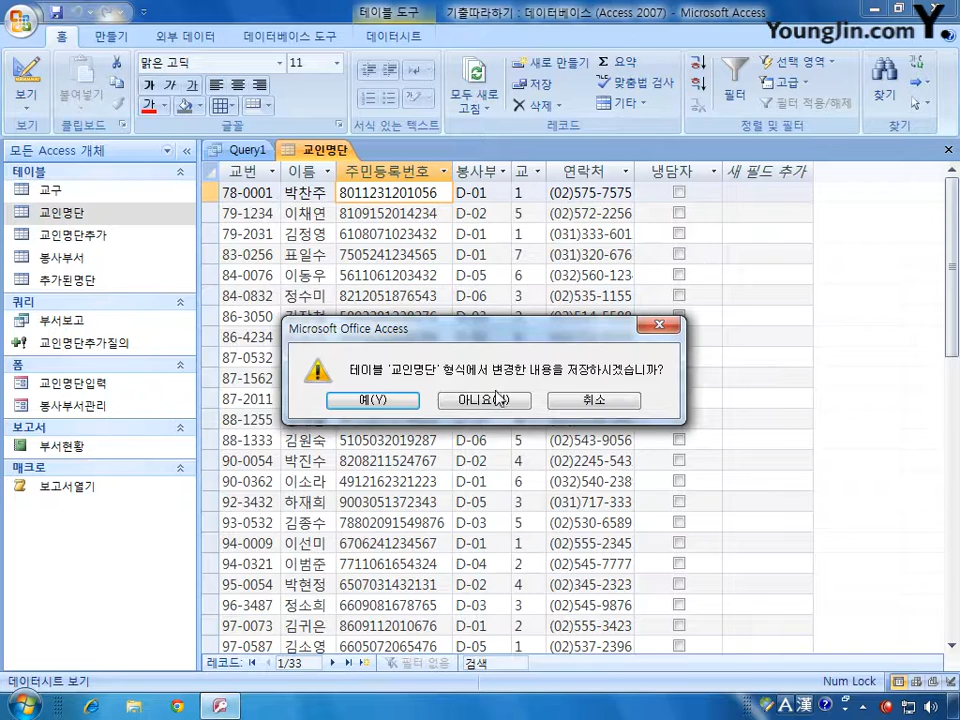 테이블 도구
기출따라하기 : 데이터베이스 (Access 2007) - Microsoft Access
YoungJin.com Y.
홈 만들기 외부 데이터 데이터베이스 도구 데이터시트
보기
붙여넣기
맑은 고딕 11
가 가 가
가
모두 새로
고침
새로 만들기
저장
삭제
요약
맞춤법 검사
기타
필터
선택 영역
고급
필터 적용/해제
찾기
보기 클립보드 글꼴 서식 있는 텍스트 레코드 정렬 및 필터 찾기
모든 Access 개체
테이블
교구
교인명단
교인명단추가
봉사부서
추가된명단
쿼리
부서보고
교인명단추가질의
폼
교인명단입력
봉사부서관리
보고서
부서현황
매크로
보고서열기
Query1 교인명단
교번 이름 주민등록번호 봉사부 교 연락처 냉담자 새 필드 추가
78-0001 박찬주 8011231201056 D-01 1 (02)575-7575
79-1234 이채연 8109152014234 D-02 5 (02)572-2256
79-2031 김정영 6108071023432 D-01 1 (031)333-601
83-0256 표일수 7505241234565 D-01 7 (031)320-676
84-0076 이동우 5611061203432 D-05 6 (032)560-123
84-0832 정수미 8212051876543 D-06 3 (02)535-1155
86-3050
86-4234
87-0532
87-1562
87-2011
88-1333 김원숙 5105032019287 D-06 5 (02)543-9056
90-0054 박진수 8208211524767 D-02 4 (02)2245-543
90-0362 이소라 4912162321223 D-01 6 (032)540-238
92-3432 하재희 9003051372343 D-05 3 (031)717-333
93-0532 김종수 78802091549876 D-03 5 (02)530-6589
94-0009 이선미 6706241234567 D-01 1 (02)555-2345
94-0321 이범준 7711061654324 D-04 2 (02)545-7777
95-0054 박현정 6507031432131 D-02 4 (02)345-2323
96-3487 정소희 6609081678765 D-03 3 (02)545-9876
97-0073 김귀은 8609112010676 D-01 2 (02)555-1133
97-0587 김소영 6605072065476 D-05 1 (02)537-2396
Microsoft Office Access
테이블 '교인명단' 형식에서 변경한 내용을 저장하시겠습니까?
예(Y) 아니요 취소
레코드: 1/33 필터 없음 검색
데이터시트 보기 Num Lock
A 漢